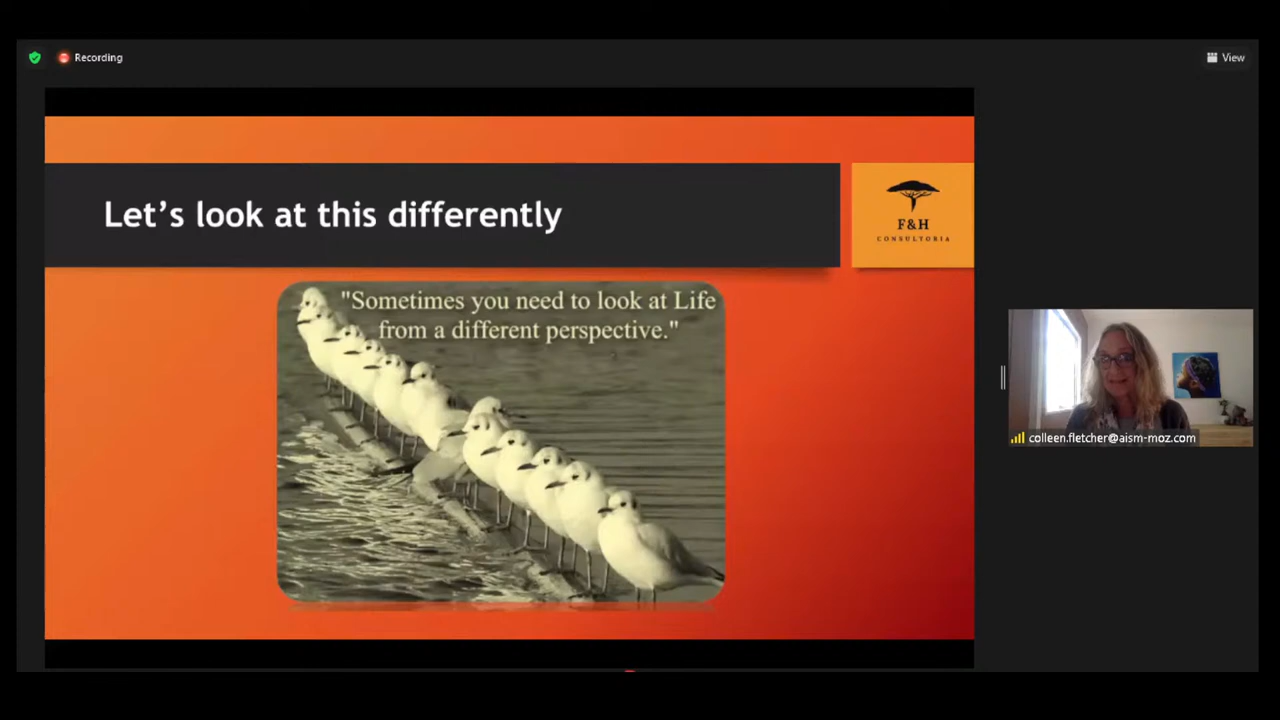 Recording
View
Let's look at this differently
F&H
CONSULTORIA
"Sometimes you need to look at Life
from a different perspective."
colleen.fletcher@aism-moz.com